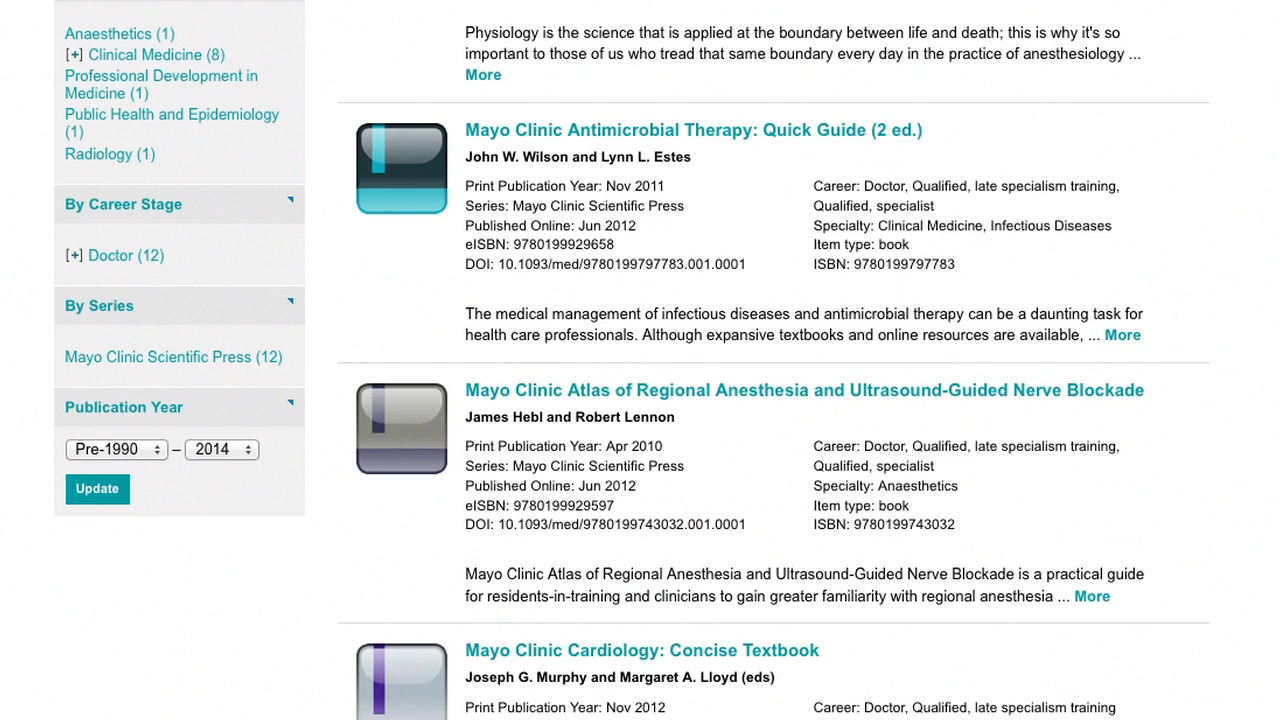 Anaesthetics (1)
[+] Clinical Medicine (8)
Professional Development in
Medicine (1)
Public Health and Epidemiology
(1)
Radiology (1)
By Career Stage
[+] Doctor (12)
By Series
Mayo Clinic Scientific Press (12)
Publication Year
Pre-1990 – 2014
Update
Physiology is the science that is applied at the boundary between life and death; this is why it's so
important to those of us who tread that same boundary every day in the practice of anesthesiology ...
More
Mayo Clinic Antimicrobial Therapy: Quick Guide (2 ed.)
John W. Wilson and Lynn L. Estes
Print Publication Year: Nov 2011
Series: Mayo Clinic Scientific Press
Published Online: Jun 2012
eISBN: 9780199929658
DOI: 10.1093/med/9780199797783.001.0001
Career: Doctor, Qualified, late specialism training,
Qualified, specialist
Specialty: Clinical Medicine, Infectious Diseases
Item type: book
ISBN: 9780199797783
The medical management of infectious diseases and antimicrobial therapy can be a daunting task for
health care professionals. Although expansive textbooks and online resources are available, ... More
Mayo Clinic Atlas of Regional Anesthesia and Ultrasound-Guided Nerve Blockade
James Hebl and Robert Lennon
Print Publication Year: Apr 2010
Series: Mayo Clinic Scientific Press
Published Online: Jun 2012
eISBN: 9780199929597
DOI: 10.1093/med/9780199743032.001.0001
Career: Doctor, Qualified, late specialism training,
Qualified, specialist
Specialty: Anaesthetics
Item type: book
ISBN: 9780199743032
Mayo Clinic Atlas of Regional Anesthesia and Ultrasound-Guided Nerve Blockade is a practical guide
for residents-in-training and clinicians to gain greater familiarity with regional anesthesia ... More
Mayo Clinic Cardiology: Concise Textbook
Joseph G. Murphy and Margaret A. Lloyd (eds)
Print Publication Year: Nov 2012
Career: Doctor, Qualified, late specialism training